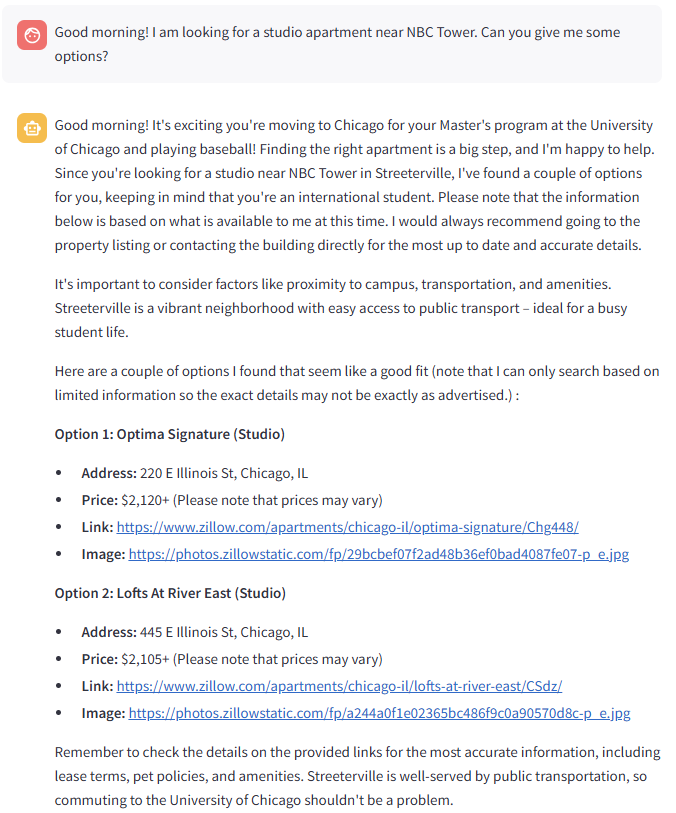 Good morning! I am looking for a studio apartment near NBC Tower. Can you give me some
options?
Good morning! It's exciting you're moving to Chicago for your Master's program at the University
of Chicago and playing baseball! Finding the right apartment is a big step, and I'm happy to help.
Since you're looking for a studio near NBC Tower in Streeterville, I've found a couple of options
for you, keeping in mind that you're an international student. Please note that the information
below is based on what is available to me at this time. I would always recommend going to the
property listing or contacting the building directly for the most up to date and accurate details.
It's important to consider factors like proximity to campus, transportation, and amenities.
Streeterville is a vibrant neighborhood with easy access to public transport – ideal for a busy
student life.
Here are a couple of options I found that seem like a good fit (note that I can only search based on
limited information so the exact details may not be exactly as advertised.) :
Option 1: Optima Signature (Studio)
• Address: 220 E Illinois St, Chicago, IL
• Price: $2,120+ (Please note that prices may vary)
• Link: https://www.zillow.com/apartments/chicago-il/optima-signature/Chg448/
• Image: https://photos.zillowstatic.com/fp/29bcbef07f2ad48b36ef0bad4087fe07-p_e.jpg
Option 2: Lofts At River East (Studio)
• Address: 445 E Illinois St, Chicago, IL
• Price: $2,105+ (Please note that prices may vary)
• Link: https://www.zillow.com/apartments/chicago-il/lofts-at-river-east/CSdz/
• Image: https://photos.zillowstatic.com/fp/a244a0f1e02365bc486f9c0a90570d8c-p_e.jpg
Remember to check the details on the provided links for the most accurate information, including
lease terms, pet policies, and amenities. Streeterville is well-served by public transportation, so
commuting to the University of Chicago shouldn't be a problem.